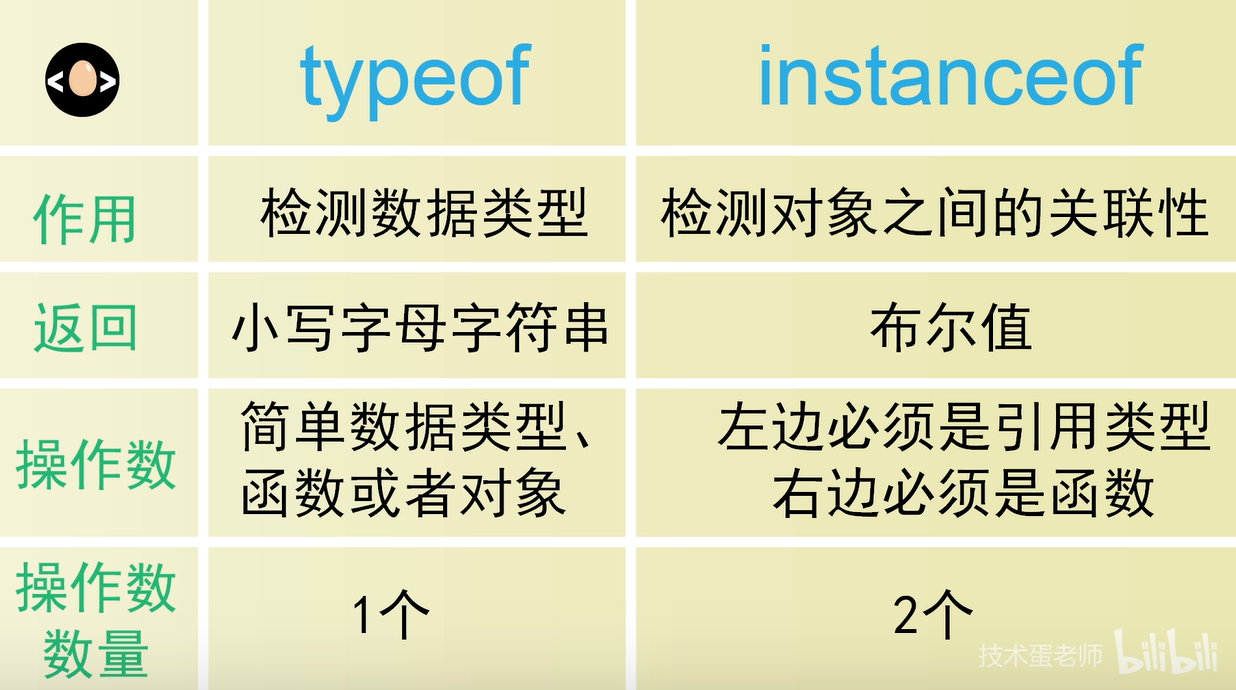 typeof
instanceof
作用
检测数据类型
检测对象之间的关联性
返回
小写字母字符串
布尔值
操作数
简单数据类型、
函数或者对象
左边必须是引用类型
右边必须是函数
操作数
数量
1个
2个
技术蛋老师
bilibili